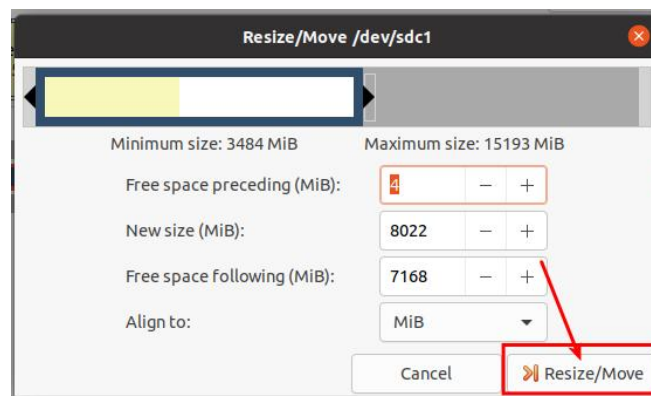 Resize/Move /dev/sdc1
Minimum size: 3484 MiB Maximum size: 15193 MiB
Free space preceding (MiB): 4 − +
New size (MiB): 8022 − +
Free space following (MiB): 7168 − +
Align to: MiB
Cancel Resize/Move